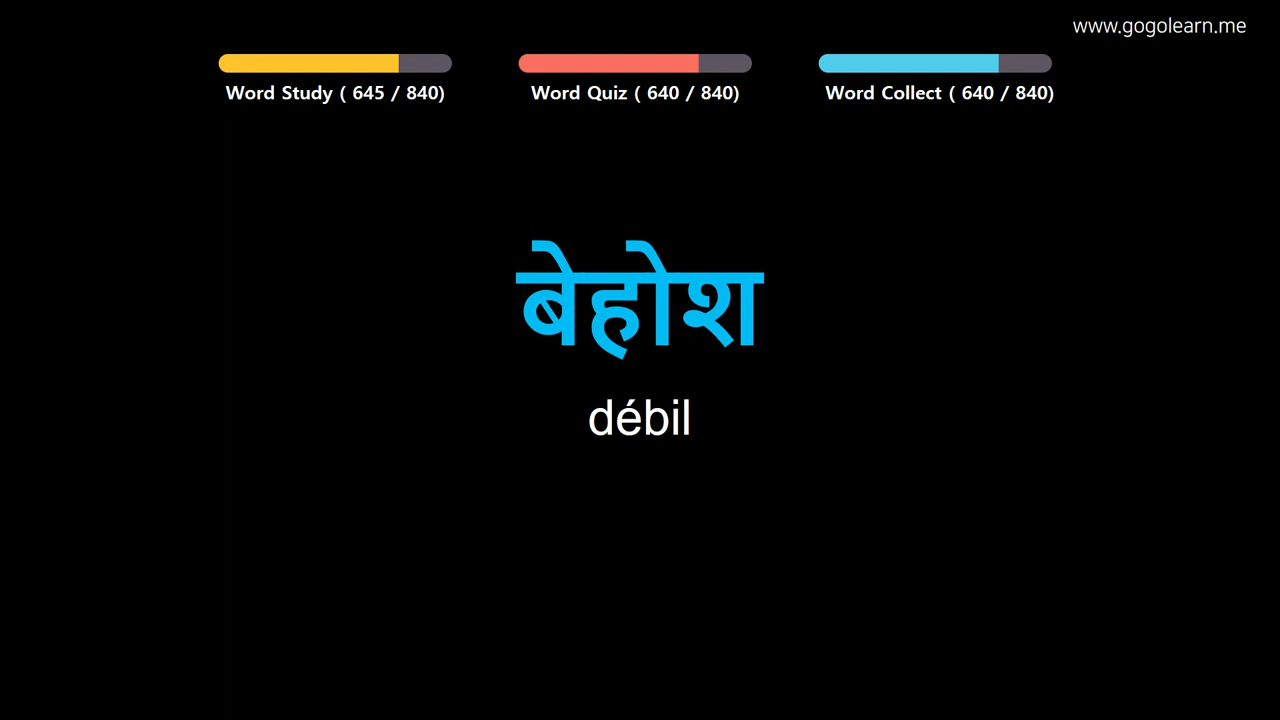 www.gogolearn.me
Word Study ( 645 / 840)
Word Quiz ( 640 / 840)
Word Collect ( 640 / 840)
बेहोश
débil